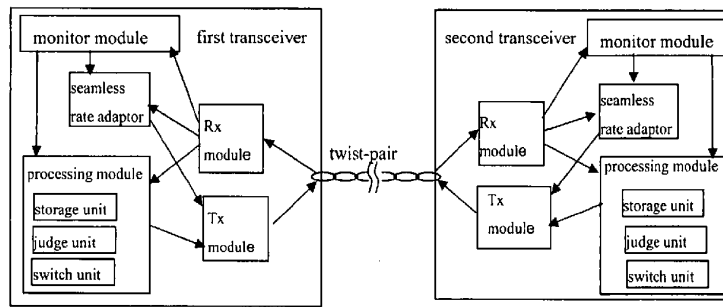 monitor module
first transceiver
seamless
rate adaptor
Rx
module
processing module
storage unit
judge unit
switch unit
Tx
module
twist-pair
second transceiver
monitor module
seamless
rate adaptor
Rx
module
processing module
storage unit
judge unit
switch unit
Tx
module